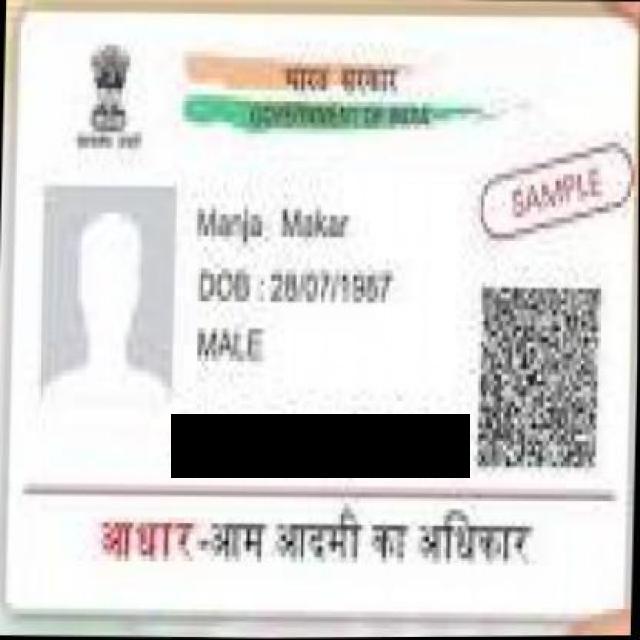 भारत सरकार
GOVERNMENT OF INDIA
सत्यमेव जयते
SAMPLE
Manja Makar
DOB : 28/07/1967
MALE
आधार-आम आदमी का अधिकार